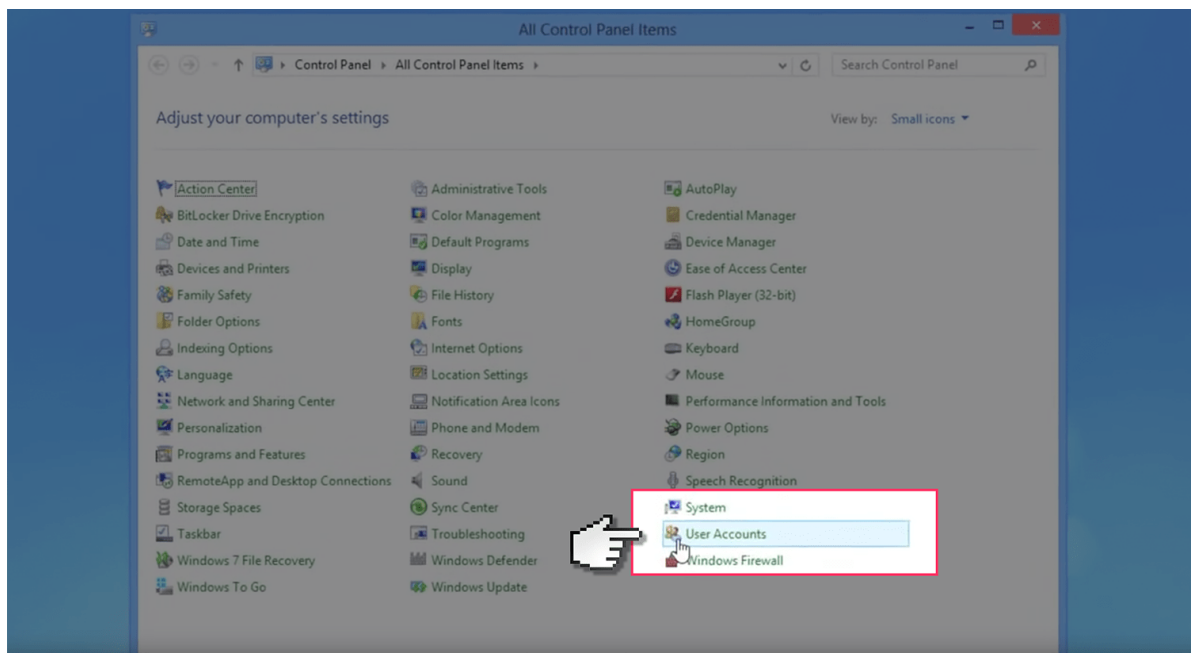 All Control Panel Items
Control Panel All Control Panel Items
Search Control Panel
Adjust your computer's settings
View by: Small icons
Action Center
Administrative Tools
AutoPlay
BitLocker Drive Encryption
Color Management
Credential Manager
Date and Time
Default Programs
Device Manager
Devices and Printers
Display
Ease of Access Center
Family Safety
File History
Flash Player (32-bit)
Folder Options
Fonts
HomeGroup
Indexing Options
Internet Options
Keyboard
Language
Location Settings
Mouse
Network and Sharing Center
Notification Area Icons
Performance Information and Tools
Personalization
Phone and Modem
Power Options
Programs and Features
Recovery
Region
RemoteApp and Desktop Connections
Sound
Speech Recognition
Storage Spaces
Sync Center
System
Taskbar
Troubleshooting
User Accounts
Windows 7 File Recovery
Windows Defender
Windows Firewall
Windows To Go
Windows Update